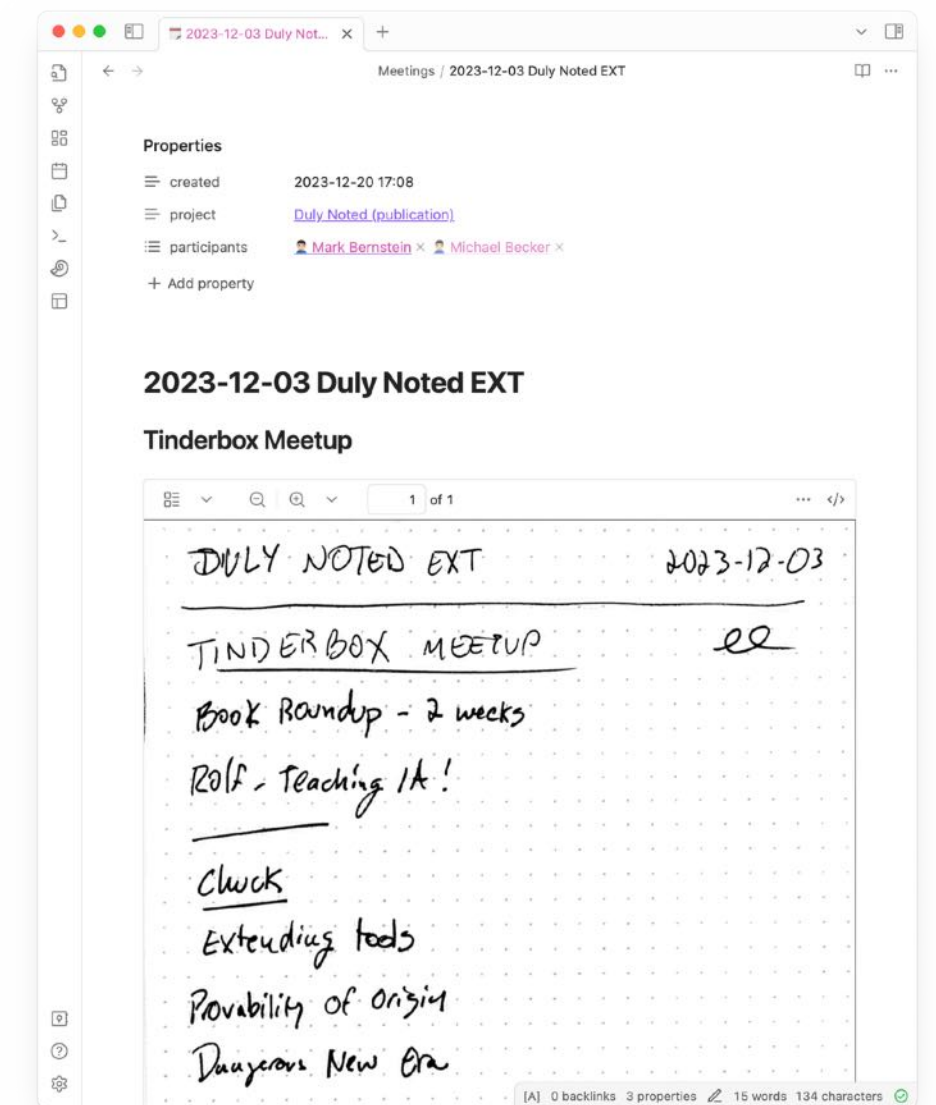 2023-12-03 Duly Not...
Meetings / 2023-12-03 Duly Noted EXT
Properties
created 2023-12-20 17:08
project Duly Noted (publication)
participants Mark Bernstein × Michael Becker ×
+ Add property
2023-12-03 Duly Noted EXT
Tinderbox Meetup
1 of 1
DULY NOTED EXT 2023-12-03
TINDERBOX MEETUP
Book Roundup - 2 weeks
Rolf - Teaching IA!
Chuck
Extending tools
Provability of origin
Dangerous New Era
[A] 0 backlinks 3 properties 15 words 134 characters